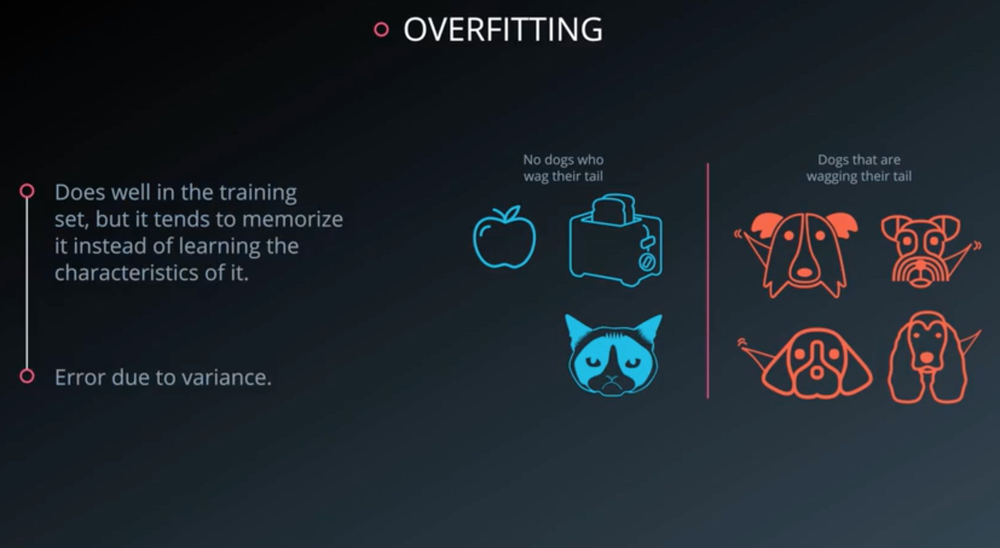 OVERFITTING
Does well in the training
set, but it tends to memorize
it instead of learning the
characteristics of it.
Error due to variance.
No dogs who
wag their tail
Dogs that are
wagging their tail